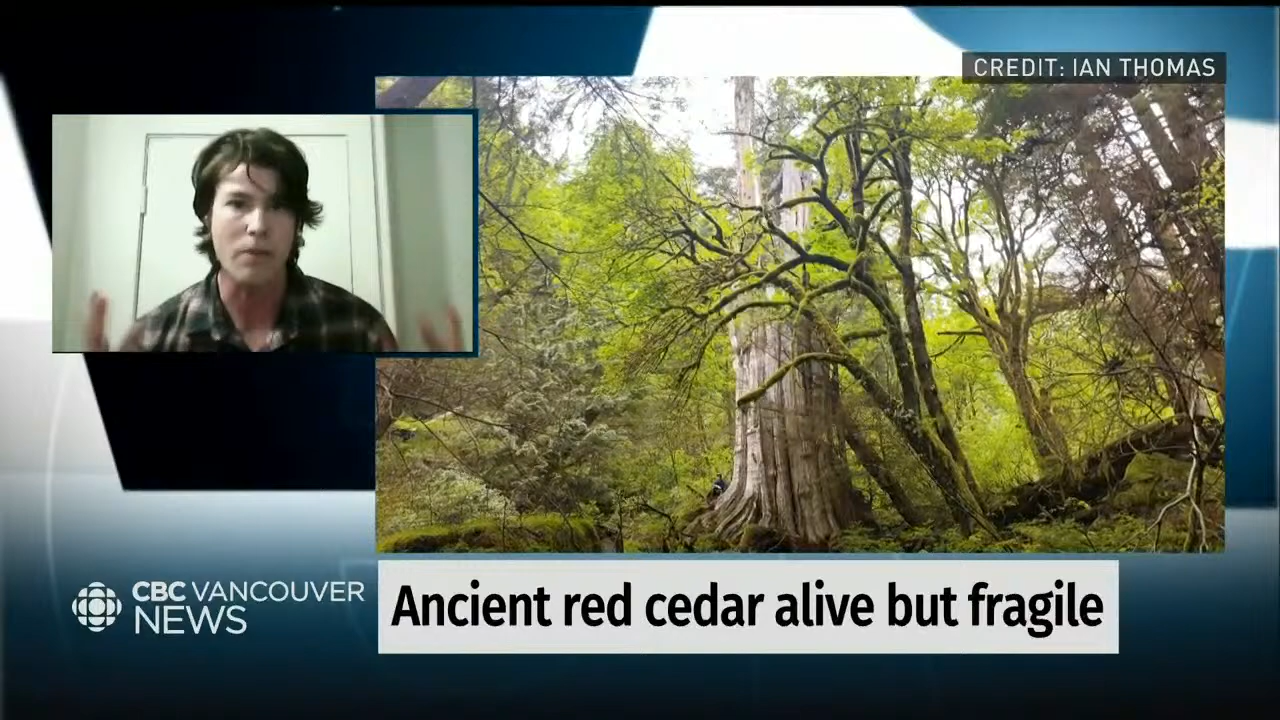 CREDIT: IAN THOMAS
CBC VANCOUVER
NEWS
Ancient red cedar alive but fragile